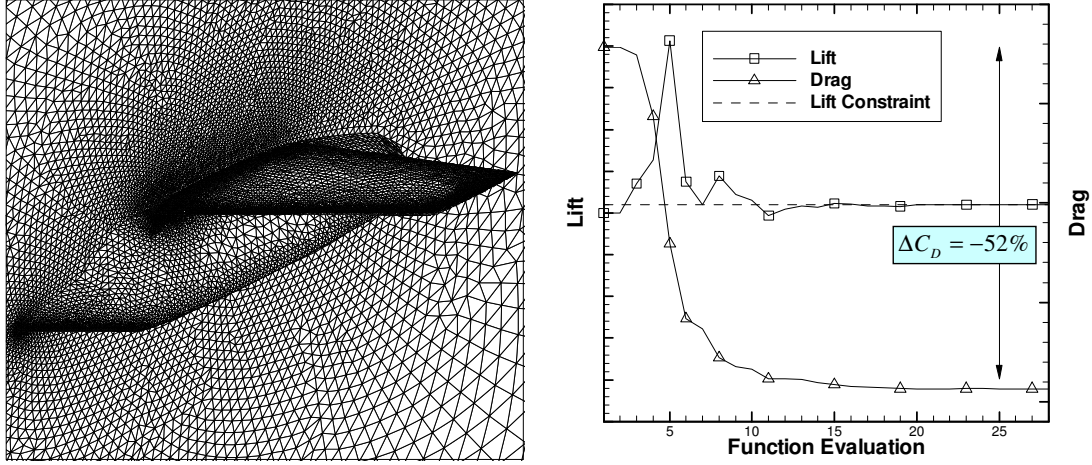 Lift
Drag
Lift Constraint
Lift
Drag
ΔC_D = −52%
5
10
15
20
25
Function Evaluation